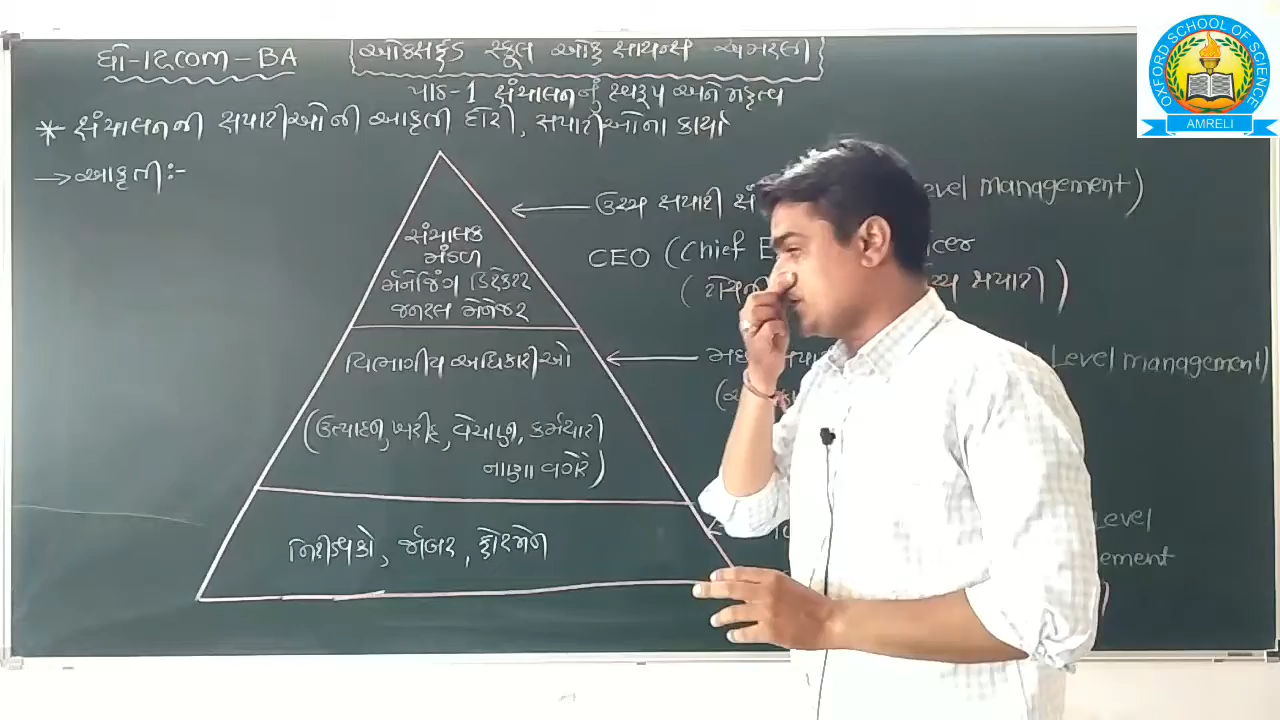 ધો-12 com - BA
ઓક્સફર્ડ સ્કૂલ ઓફ સાયન્સ અમરેલી
પાઠ-1 સંચાલનનું સ્વરૂપ અને મહત્વ
* સંચાલનની સપાટીઓની આકૃતી દોરી, સપાટીઓના કાર્યો
→ આકૃતી:-
સંચાલક
મંડળ
મેનેજિંગ ડિરેક્ટર
જનરલ મેનેજર
← ઉચ્ચ સપાટી
evel management)
CEO (Chief E
cer
સપાટી)
વિભાગીય અધિકારીઓ
(ઉત્પાદન, ખરીદ, વેચાણ, કર્મચારી
નાણા વગેરે)
Level management)
નિરીક્ષકો, જોબર, ફોરમેન
Level
ement
OXFORD SCHOOL OF SCIENCE
AMRELI